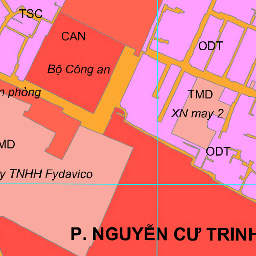 TSC
CAN
ODT
Bộ Công an
n phòng
TMD
XN may 2
MD
ODT
y TNHH Fydavico
P. NGUYỄN CƯ TRINH